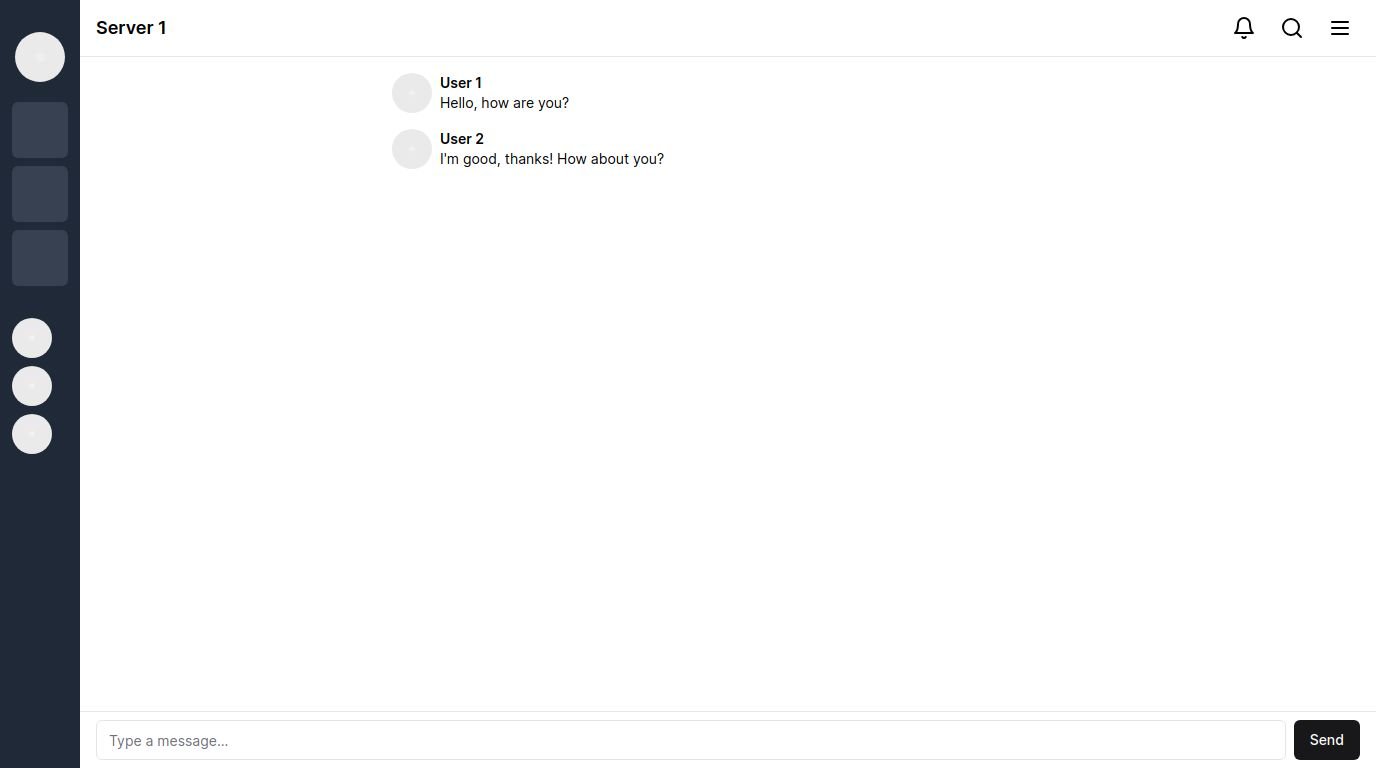 Server 1
User 1
Hello, how are you?
User 2
I'm good, thanks! How about you?
Type a message...
Send